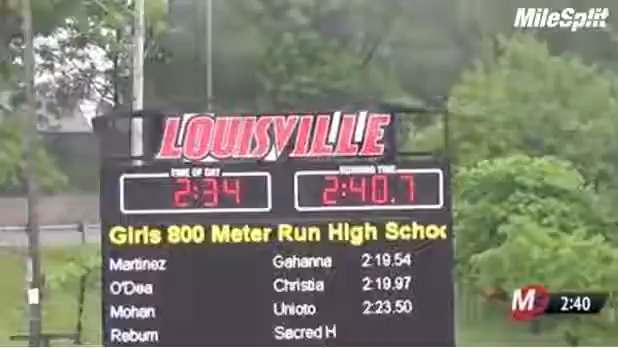 MileSplit
LOUISVILLE
TIME OF DAY
RUNNING TIME
2:34
2:40.7
Girls 800 Meter Run High Schoo
Martinez Gahanna 2:19.54
O'Dea Christia 2:19.97
Mohan Unioto 2:23.50
Reburn Sacred H
M 2:40